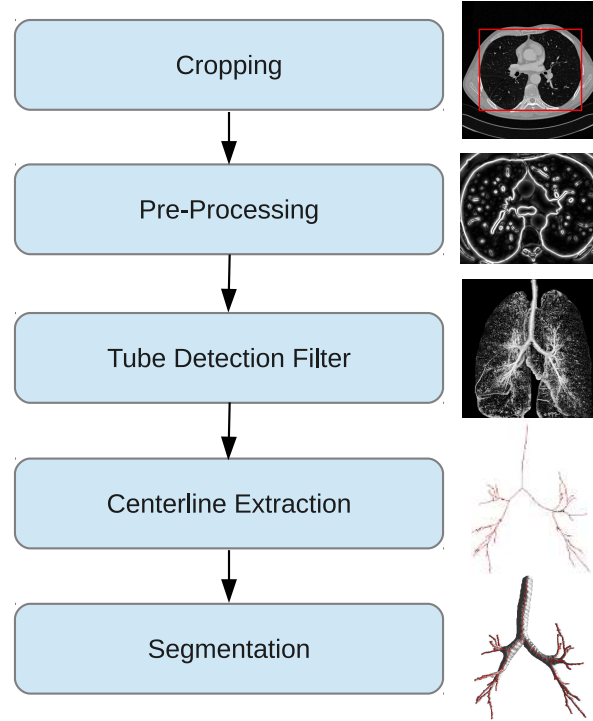 Cropping
Pre-Processing
Tube Detection Filter
Centerline Extraction
Segmentation